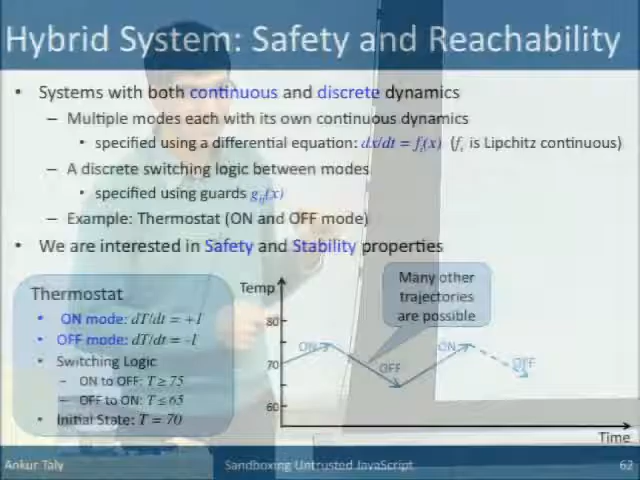 Hybrid System: Safety and Reachability
• Systems with both continuous and discrete dynamics
– Multiple modes each with its own continuous dynamics
• specified using a differential equation: dx/dt = fᵢ(x) (fᵢ is Lipchitz continuous)
– A discrete switching logic between modes
• specified using guards gᵢⱼ(x)
– Example: Thermostat (ON and OFF mode)
• We are interested in Safety and Stability properties
Thermostat
• ON mode: dT/dt = +1
• OFF mode: dT/dt = -1
• Switching Logic
– ON to OFF: T ≥ 75
– OFF to ON: T ≤ 65
• Initial State: T = 70
Temp
80
70
60
ON
OFF
ON
OFF
Many other
trajectories
are possible
Time
Ankur Taly
Sandboxing Untrusted JavaScript
62